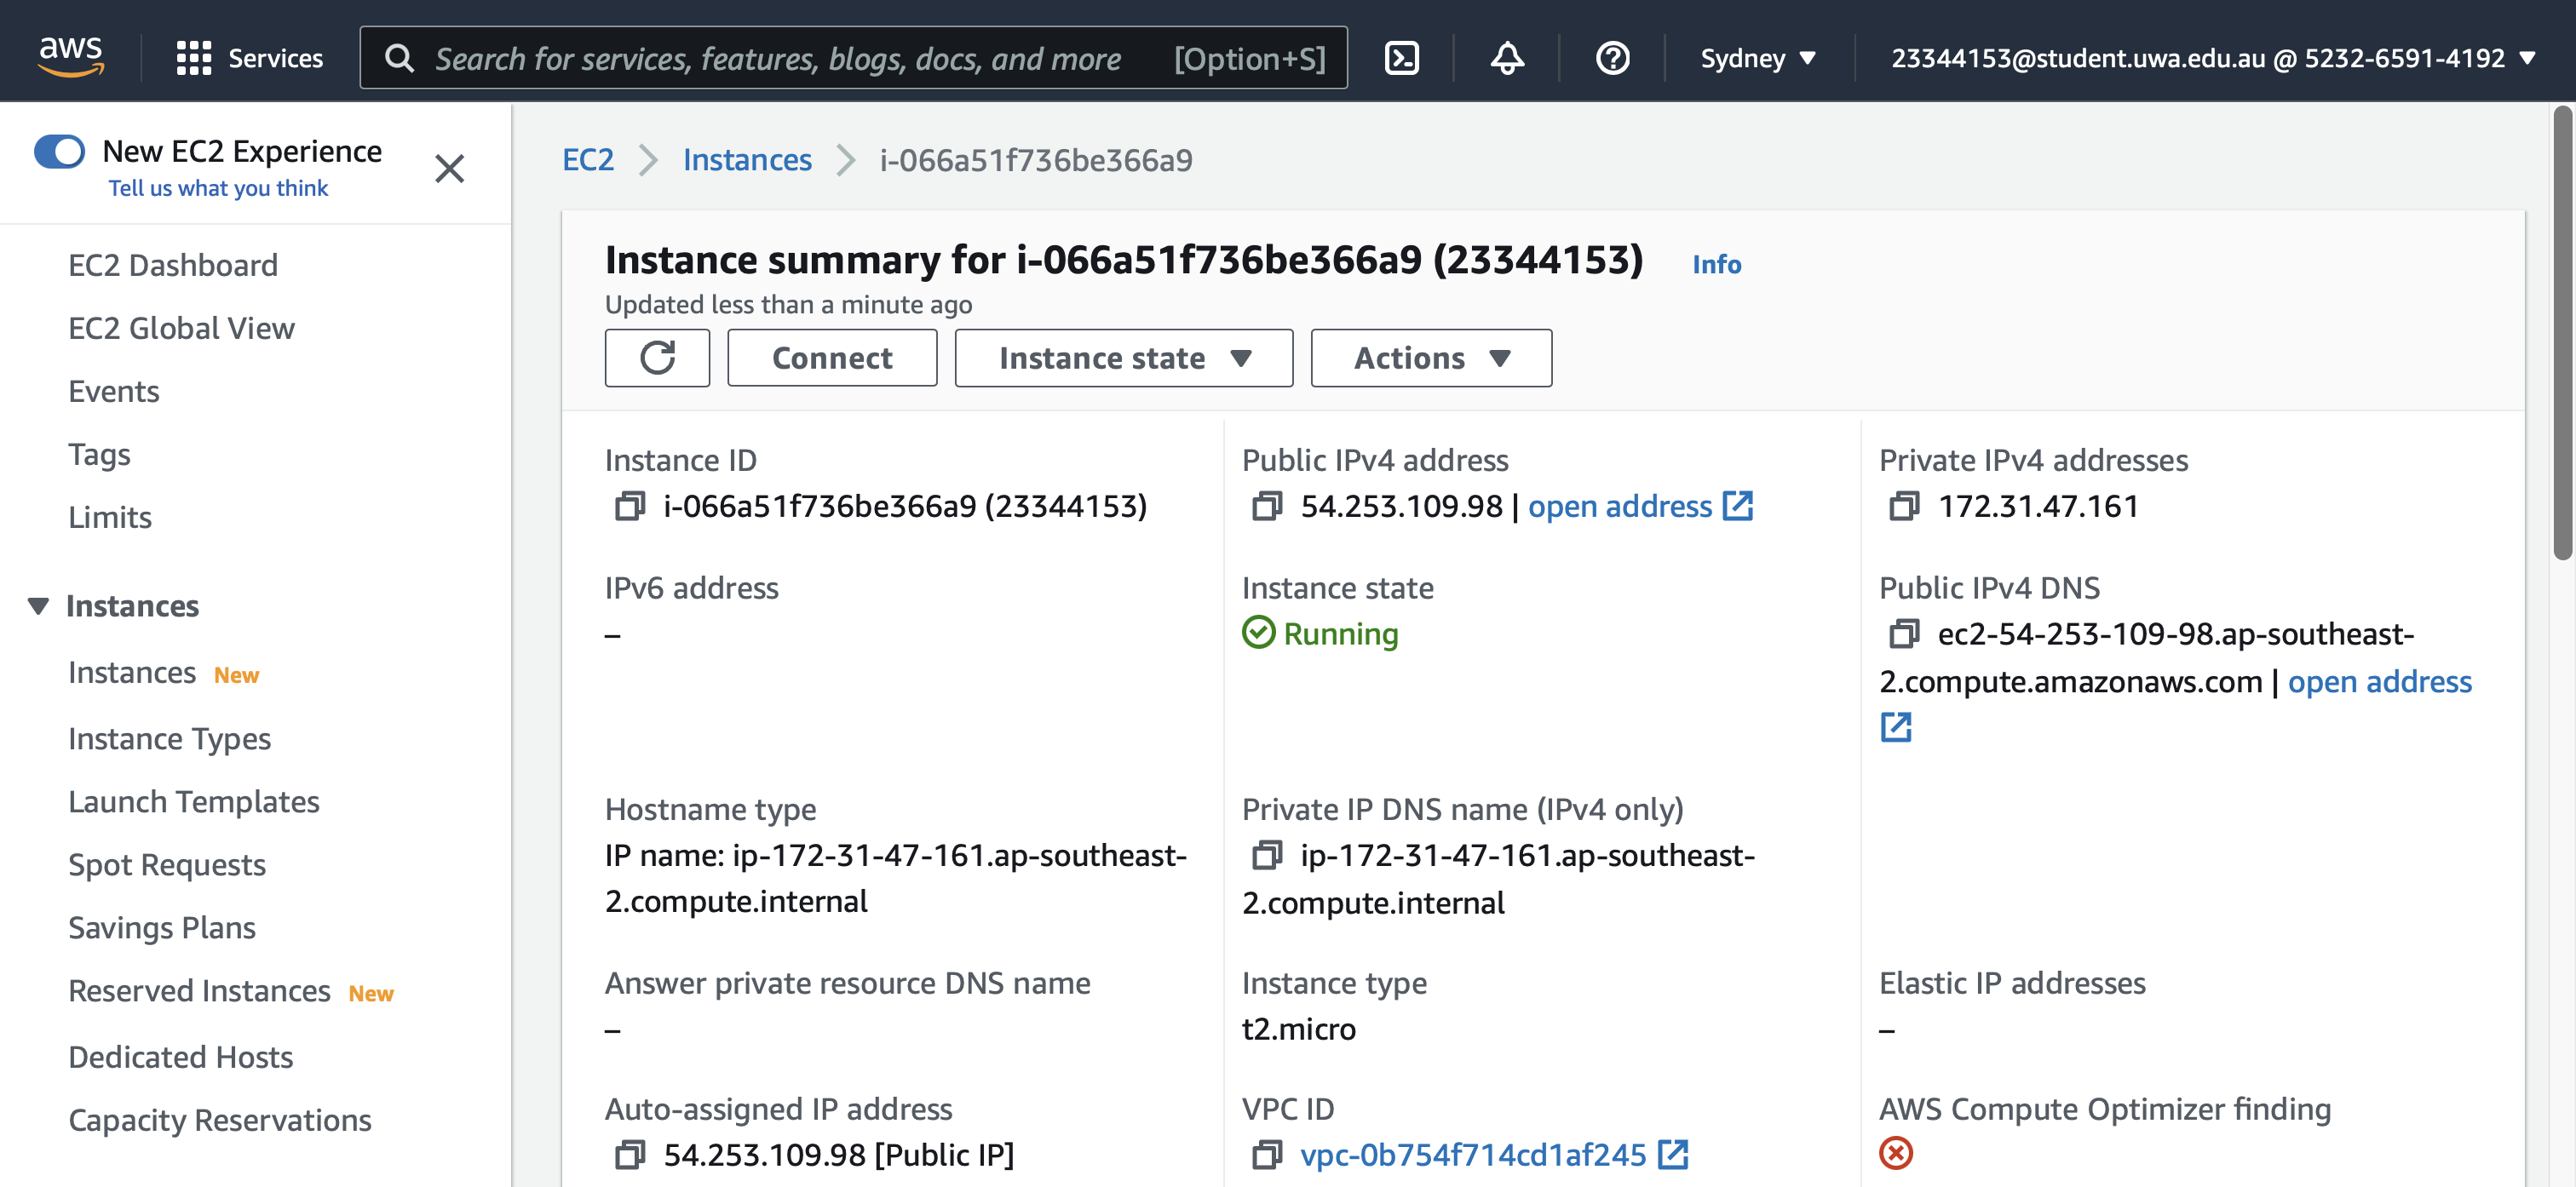 aws
Services
Search for services, features, blogs, docs, and more [Option+S]
Sydney ▼
23344153@student.uwa.edu.au @ 5232-6591-4192 ▼
New EC2 Experience
Tell us what you think
EC2 Dashboard
EC2 Global View
Events
Tags
Limits
▼ Instances
Instances New
Instance Types
Launch Templates
Spot Requests
Savings Plans
Reserved Instances New
Dedicated Hosts
Capacity Reservations
EC2 > Instances > i-066a51f736be366a9
Instance summary for i-066a51f736be366a9 (23344153) Info
Updated less than a minute ago
Connect
Instance state ▼
Actions ▼
Instance ID
i-066a51f736be366a9 (23344153)
Public IPv4 address
54.253.109.98 | open address
Private IPv4 addresses
172.31.47.161
IPv6 address
–
Instance state
Running
Public IPv4 DNS
ec2-54-253-109-98.ap-southeast-
2.compute.amazonaws.com | open address
Hostname type
IP name: ip-172-31-47-161.ap-southeast-
2.compute.internal
Private IP DNS name (IPv4 only)
ip-172-31-47-161.ap-southeast-
2.compute.internal
Answer private resource DNS name
–
Instance type
t2.micro
Elastic IP addresses
–
Auto-assigned IP address
54.253.109.98 [Public IP]
VPC ID
vpc-0b754f714cd1af245
AWS Compute Optimizer finding